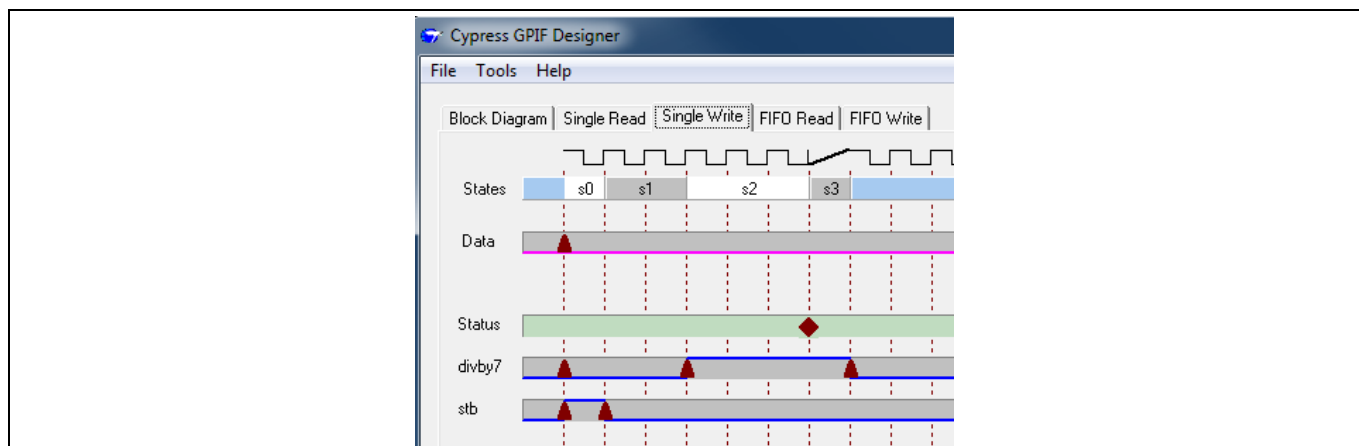 Cypress GPIF Designer
File Tools Help
Block Diagram Single Read Single Write FIFO Read FIFO Write
States s0 s1 s2 s3
Data
Status
divby7
stb